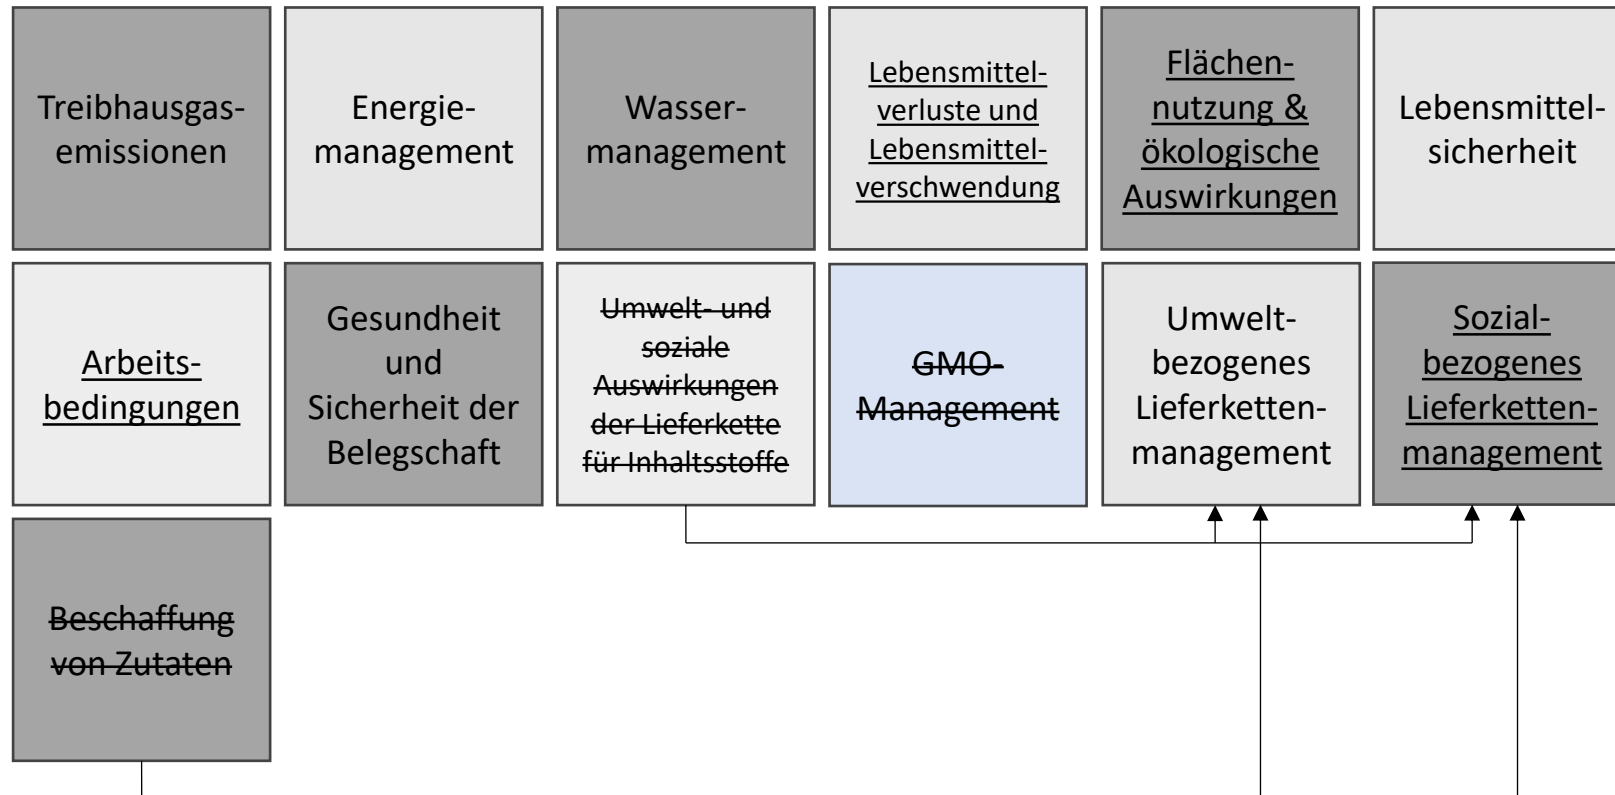 Treibhausgas-
emissionen
Energie-
management
Wasser-
management
Lebensmittel-
verluste und
Lebensmittel-
verschwendung
Flächen-
nutzung &
ökologische
Auswirkungen
Lebensmittel-
sicherheit
Arbeits-
bedingungen
Gesundheit
und
Sicherheit der
Belegschaft
Umwelt- und
soziale
Auswirkungen
der Lieferkette
für Inhaltsstoffe
GMO-
Management
Umwelt-
bezogenes
Lieferketten-
management
Sozial-
bezogenes
Lieferketten-
management
Beschaffung
von Zutaten